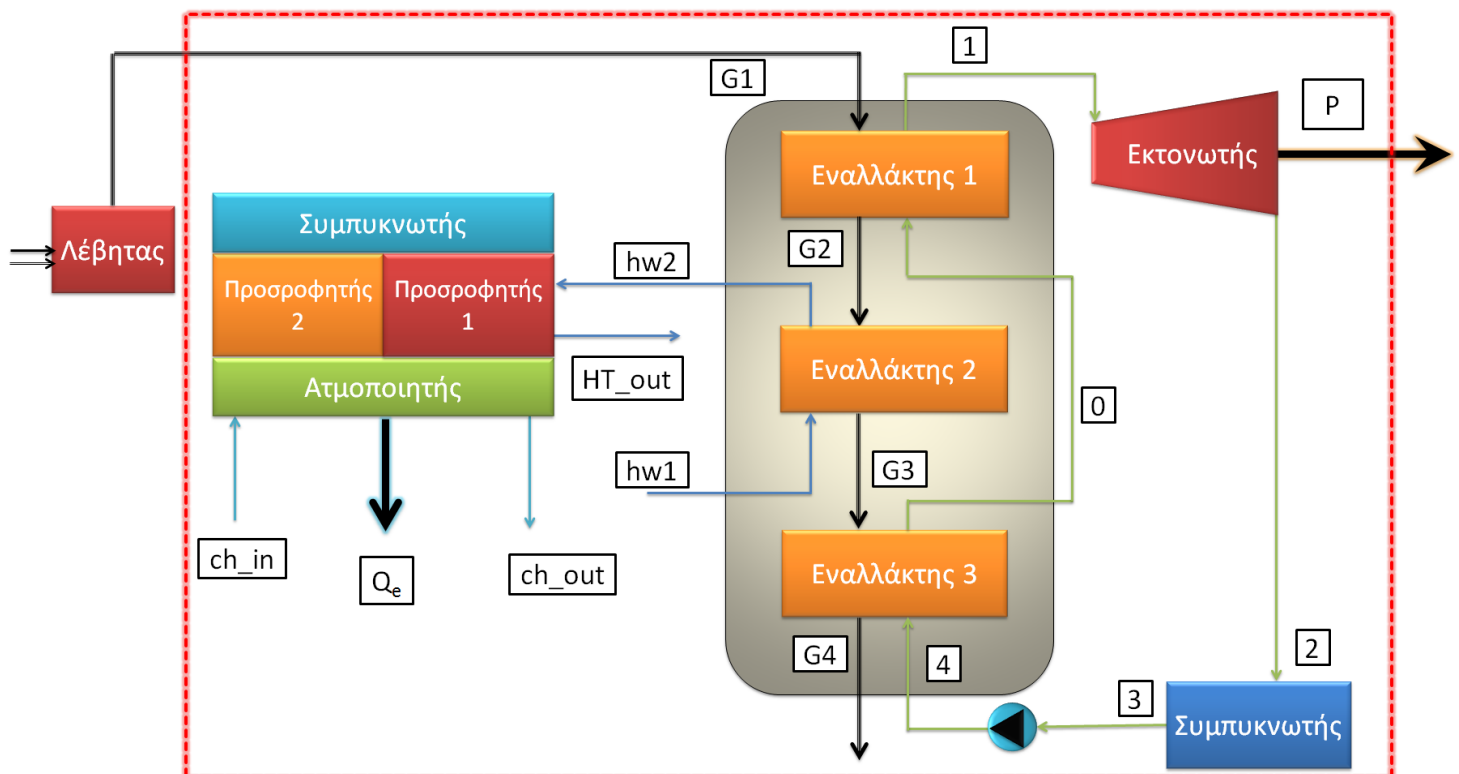 1
G1
P
Εναλλάκτης 1
Εκτονωτής
Συμπυκνωτής
Λέβητας
G2
hw2
Προσροφητής
2
Προσροφητής
1
Εναλλάκτης 2
HT_out
Ατμοποιητής
0
hw1
G3
ch_in
Qe
ch_out
Εναλλάκτης 3
G4
4
2
3
Συμπυκνωτής